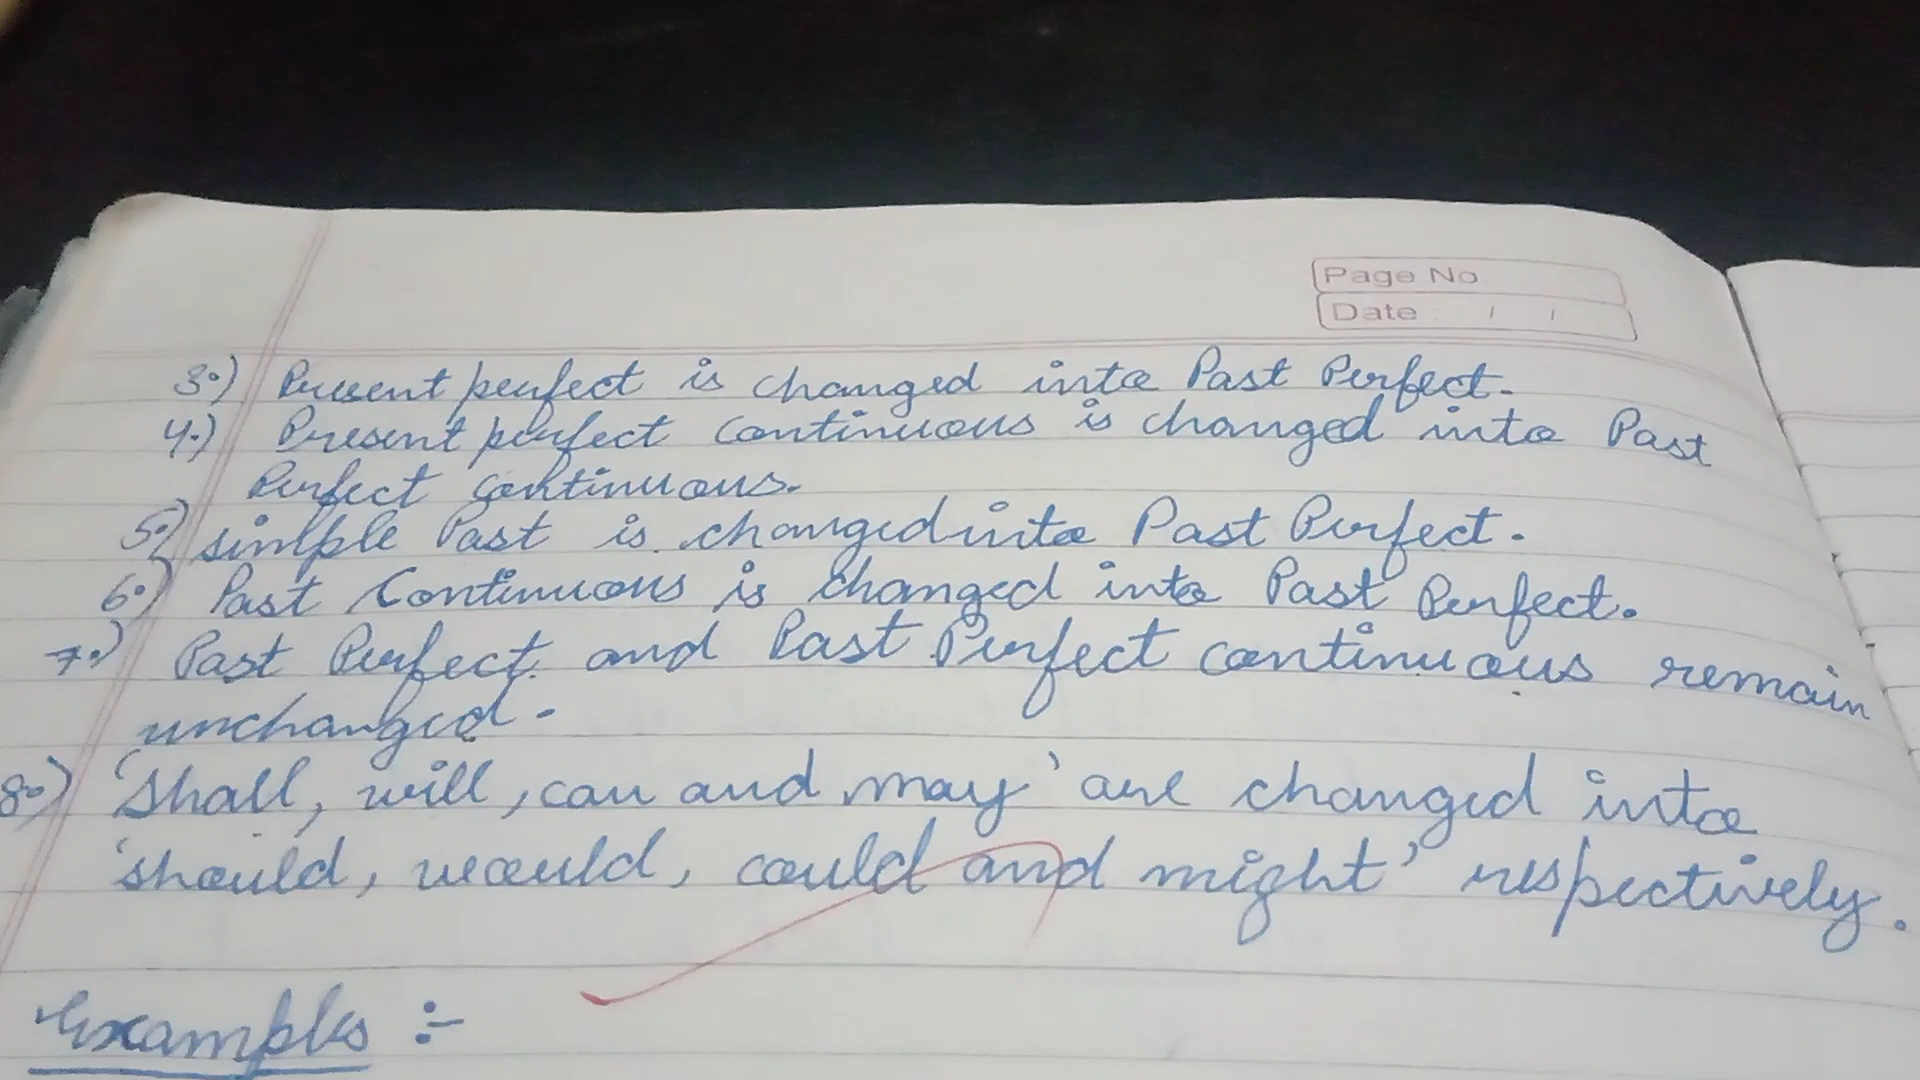 Page No.
Date / /
3.) Present perfect is changed into Past Perfect.
4.) Present perfect continuous is changed into Past
Perfect continuous.
5.) simple Past is changed into Past Perfect.
6.) Past Continuous is changed into Past Perfect.
7.) Past Perfect and Past Perfect continuous remain
unchanged.
8.) 'Shall, will, can and may' are changed into
'should, would, could and might' respectively.
Examples :-